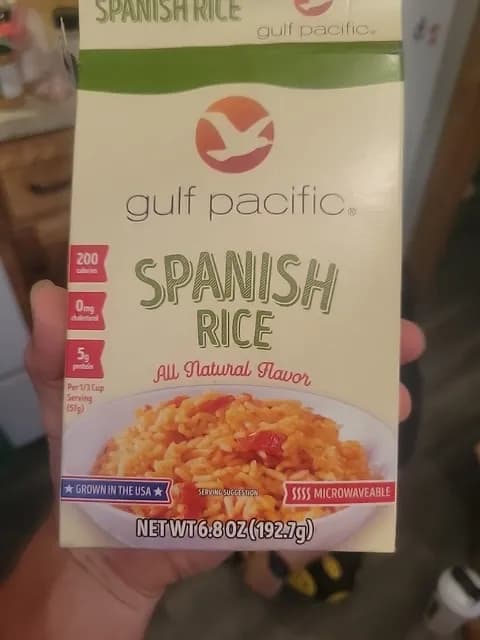 SPANISH RICE
gulf pacific®
gulf pacific®
SPANISH
RICE
All Natural Flavor
200
calories
0mg
cholesterol
5g
protein
Per 1/3 Cup
Serving
(57g)
★ GROWN IN THE USA ★
SERVING SUGGESTION
MICROWAVEABLE
NET WT 6.8 OZ (192.7g)